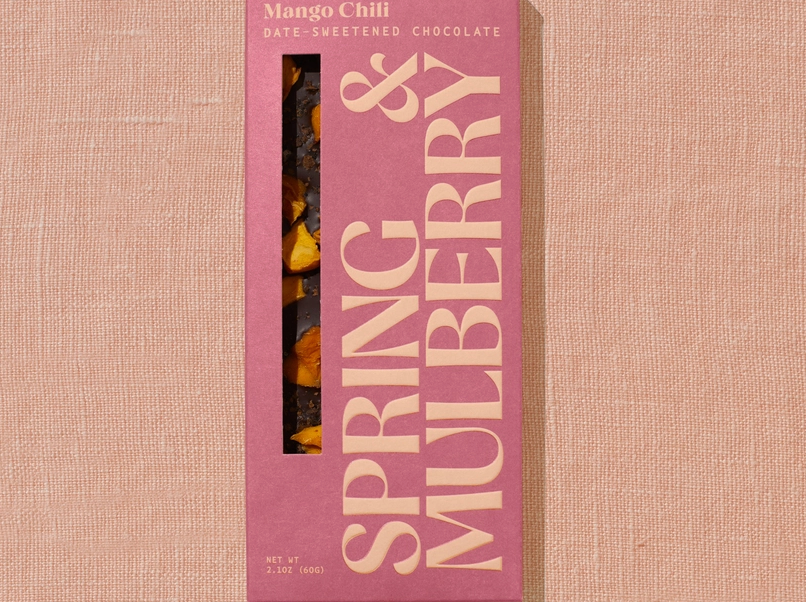 Mango Chili
DATE-SWEETENED CHOCOLATE
SPRING &
MULBERRY
NET WT
2.1OZ (60G)